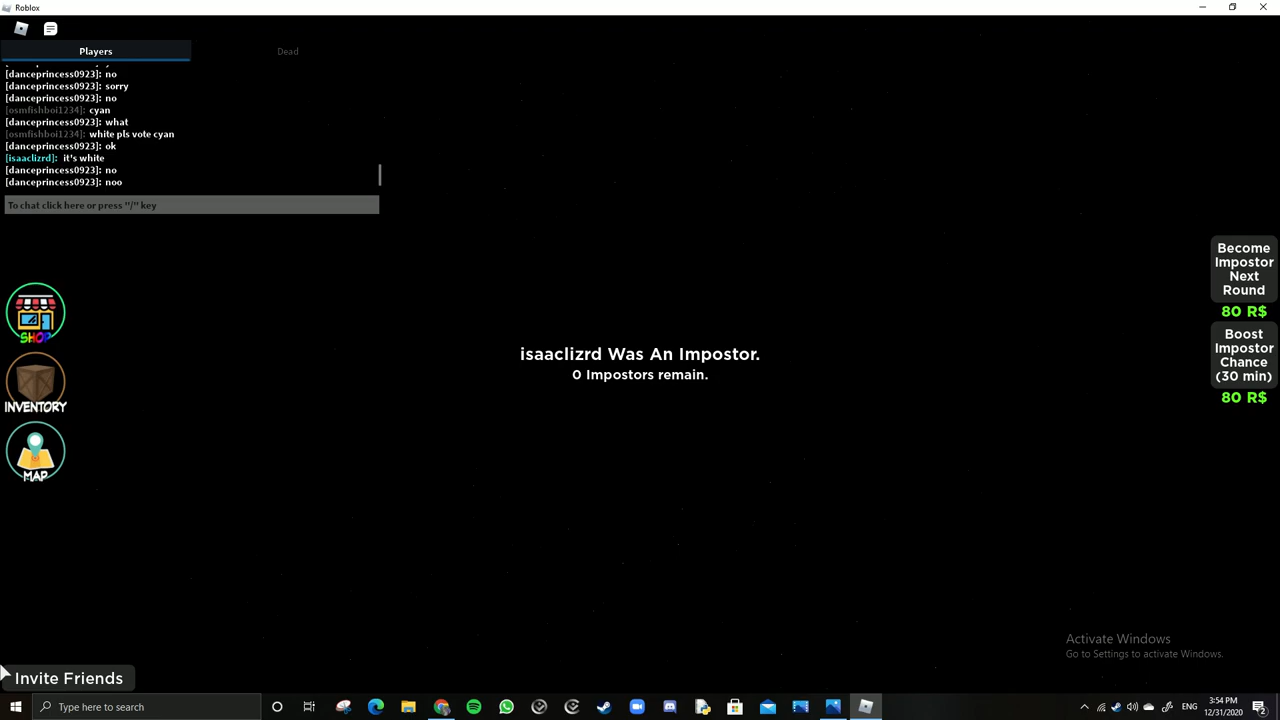 Roblox
Players
Dead
[danceprincess0923]: no
[danceprincess0923]: sorry
[danceprincess0923]: no
[osmfishboi1234]: cyan
[danceprincess0923]: what
[osmfishboi1234]: white pls vote cyan
[danceprincess0923]: ok
[isaaclizrd]: it's white
[danceprincess0923]: no
[danceprincess0923]: noo
To chat click here or press "/" key
SHOP
INVENTORY
MAP
isaaclizrd Was An Impostor.
0 Impostors remain.
Become
Impostor
Next
Round
80 R$
Boost
Impostor
Chance
(30 min)
80 R$
Activate Windows
Go to Settings to activate Windows.
Invite Friends
Type here to search
ENG
3:54 PM
12/31/2020
2